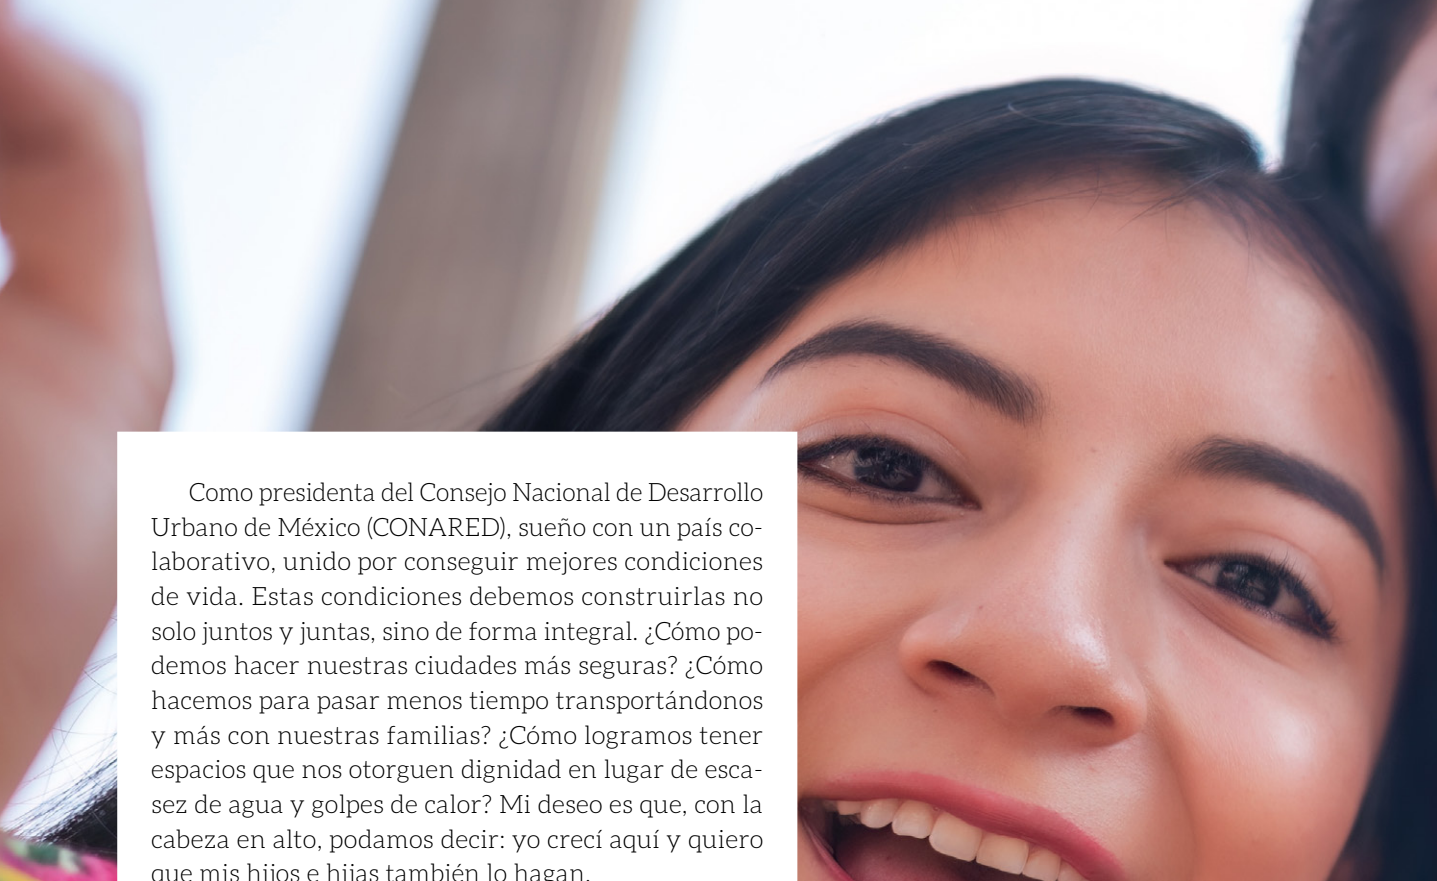 Como presidenta del Consejo Nacional de Desarrollo
Urbano de México (CONARED), sueño con un país co-
laborativo, unido por conseguir mejores condiciones
de vida. Estas condiciones debemos construirlas no
solo juntos y juntas, sino de forma integral. ¿Cómo po-
demos hacer nuestras ciudades más seguras? ¿Cómo
hacemos para pasar menos tiempo transportándonos
y más con nuestras familias? ¿Cómo logramos tener
espacios que nos otorguen dignidad en lugar de esca-
sez de agua y golpes de calor? Mi deseo es que, con la
cabeza en alto, podamos decir: yo crecí aquí y quiero
que mis hijos e hijas también lo hagan.